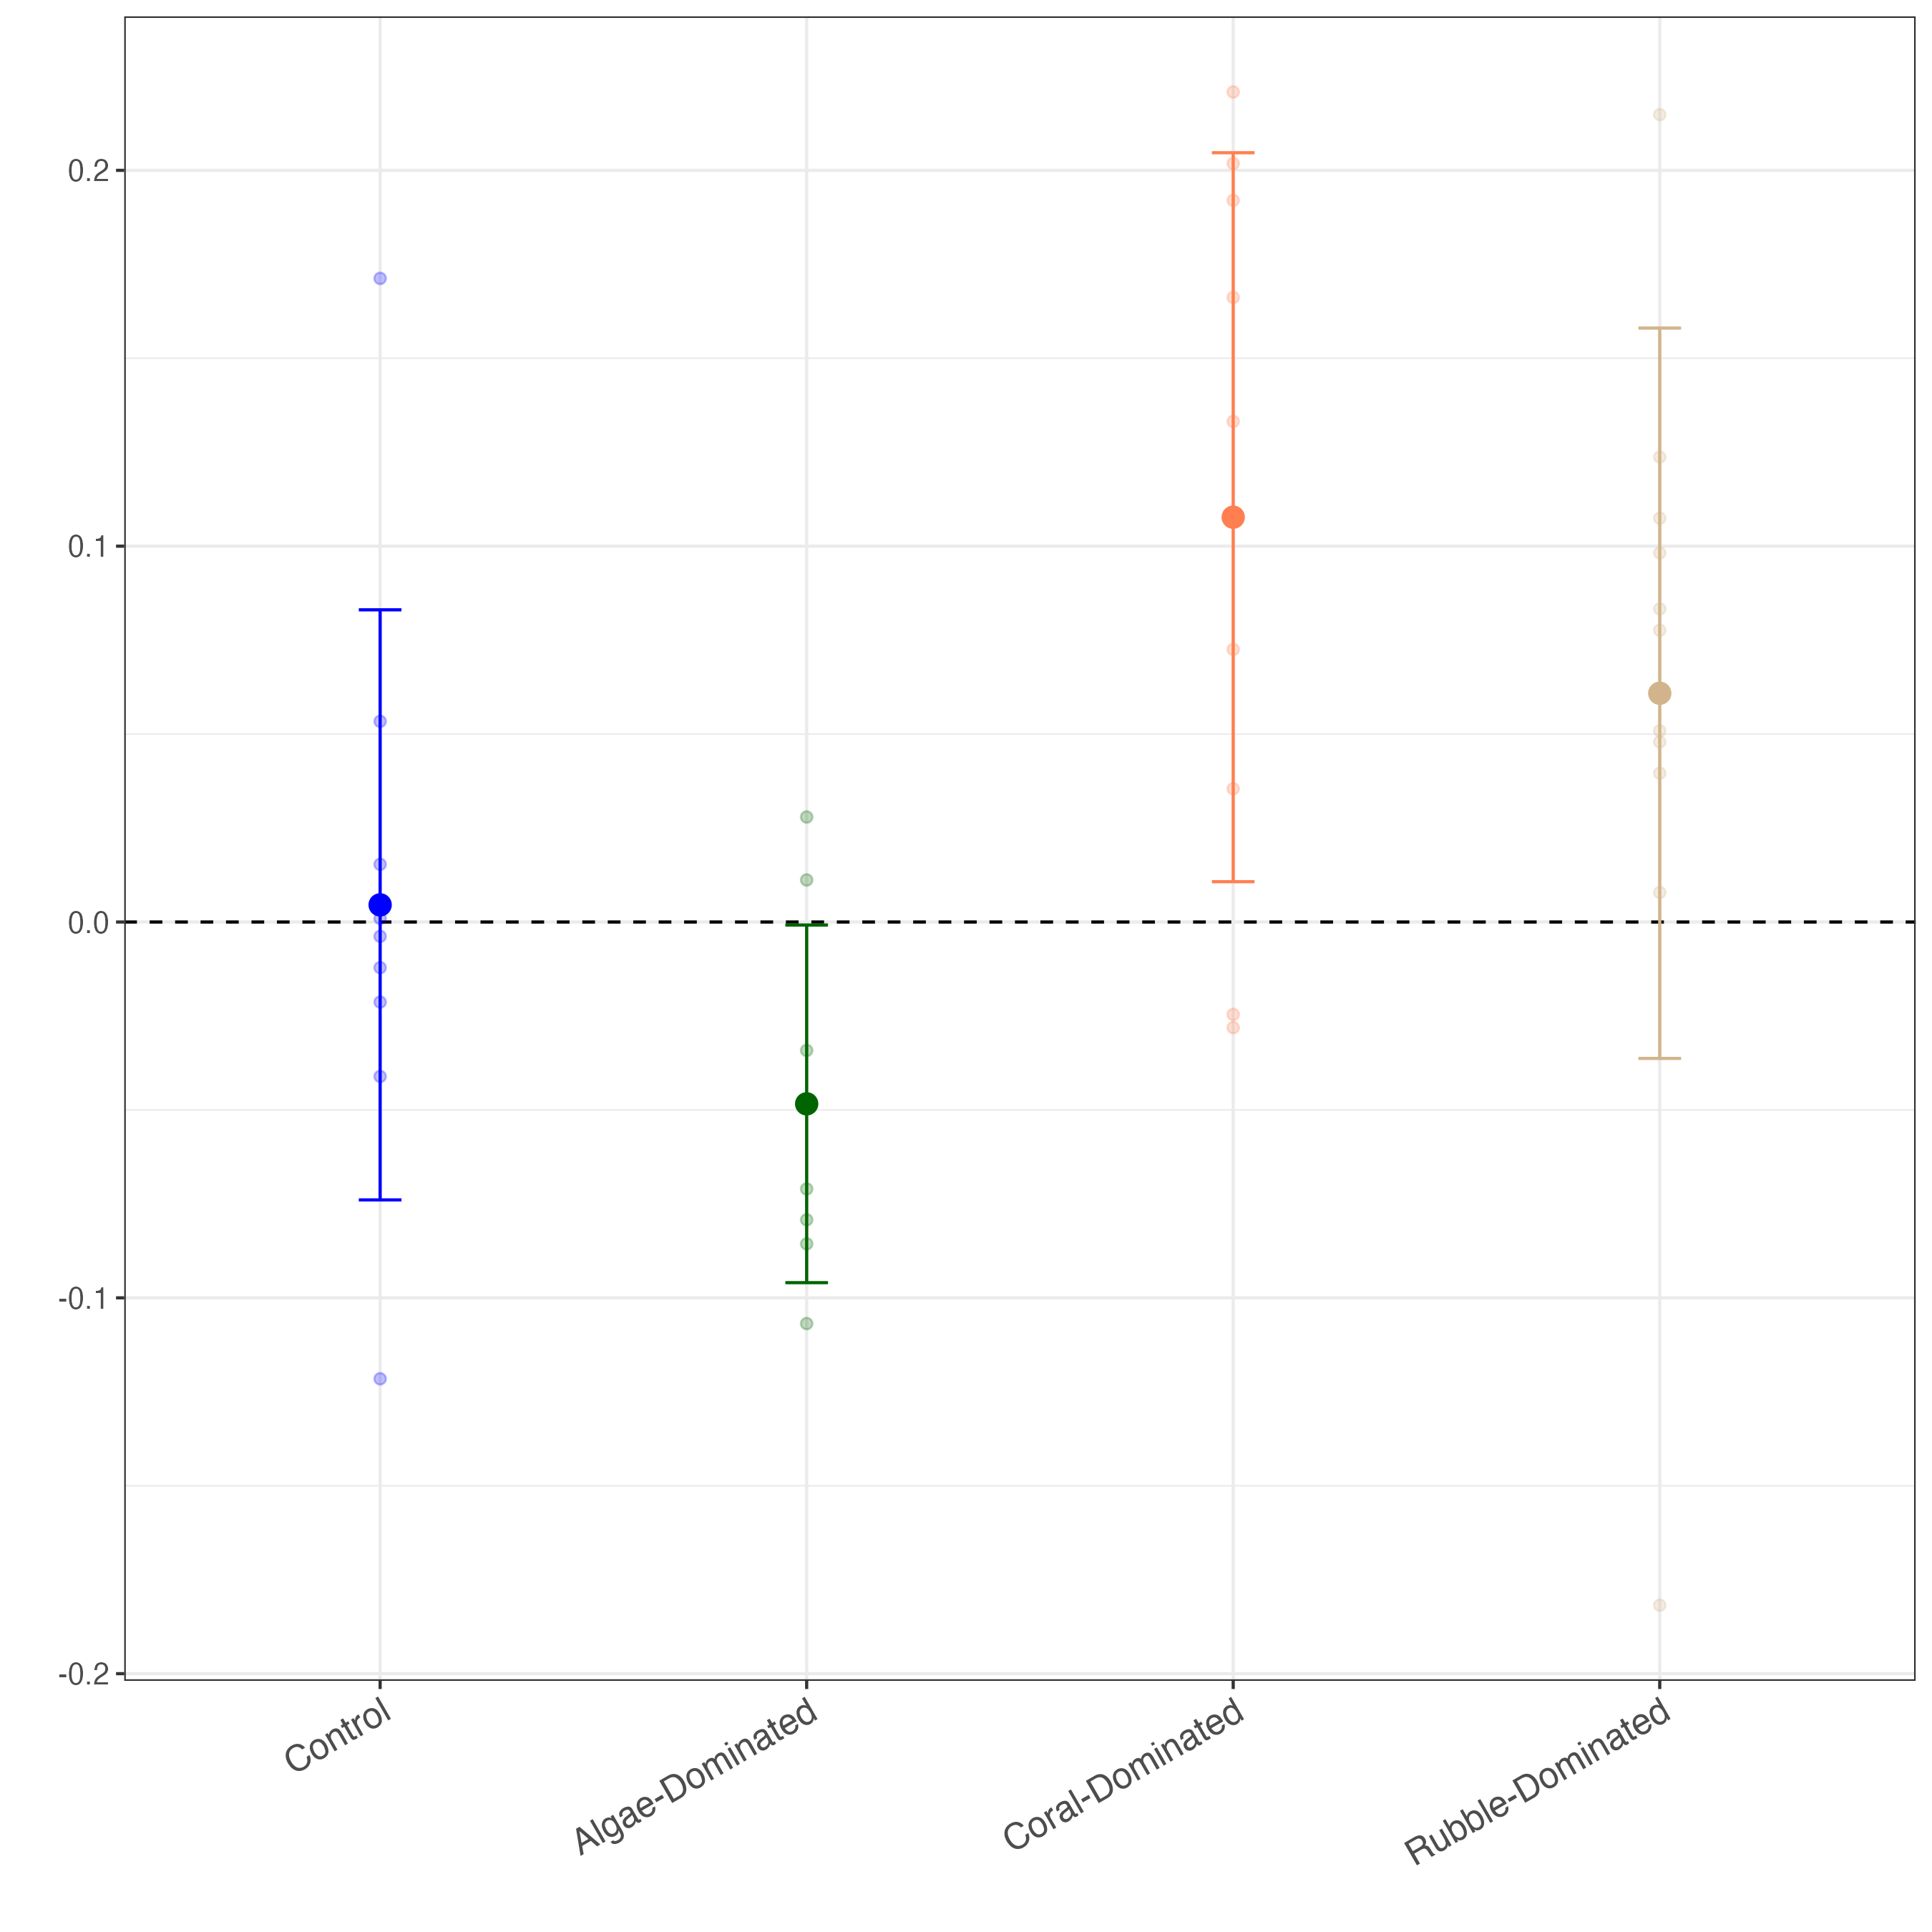 0.2
0.1
0.0
-0.1
-0.2
Control
Algae-Dominated
Coral-Dominated
Rubble-Dominated